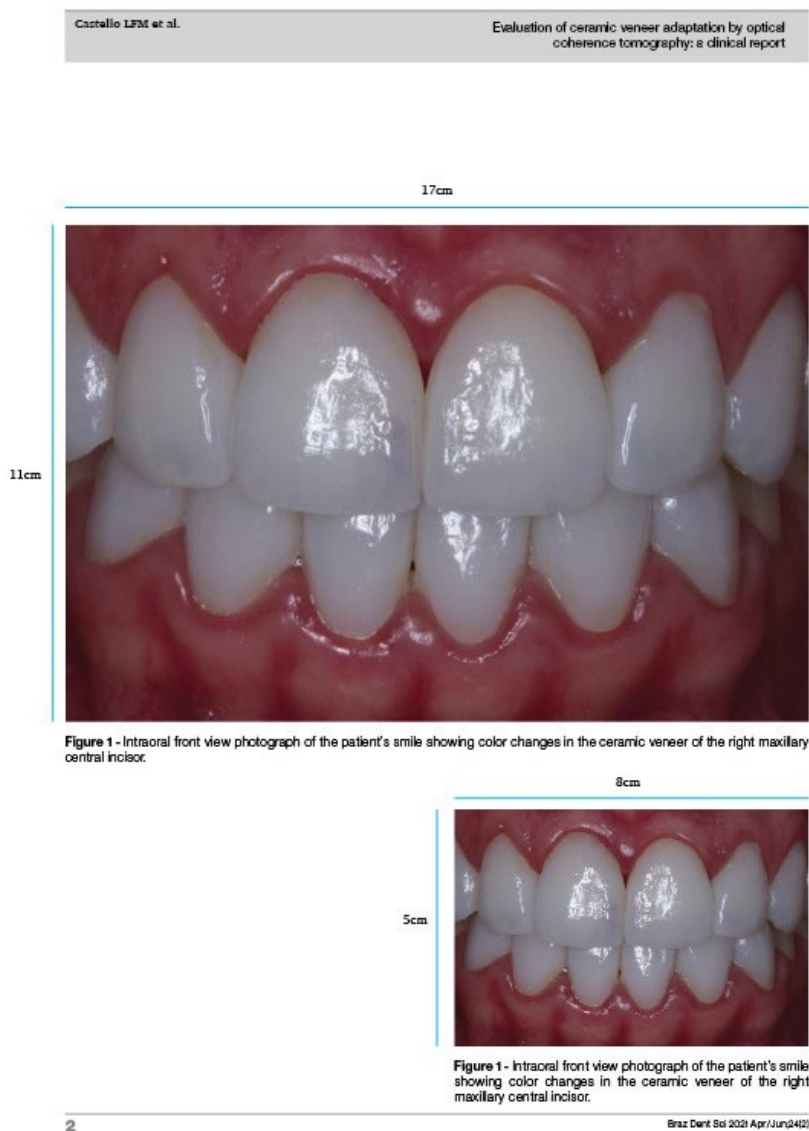 Castello LFM et al.
Evaluation of ceramic veneer adaptation by optical
coherence tomography: a clinical report
17cm
11cm
Figure 1 - Intraoral front view photograph of the patient's smile showing color changes in the ceramic veneer of the right maxillary
central incisor.
8cm
5cm
Figure 1 - Intraoral front view photograph of the patient's smile
showing color changes in the ceramic veneer of the right
maxillary central incisor.
2
Braz Dent Sci 2021 Apr/Jun;24(2)